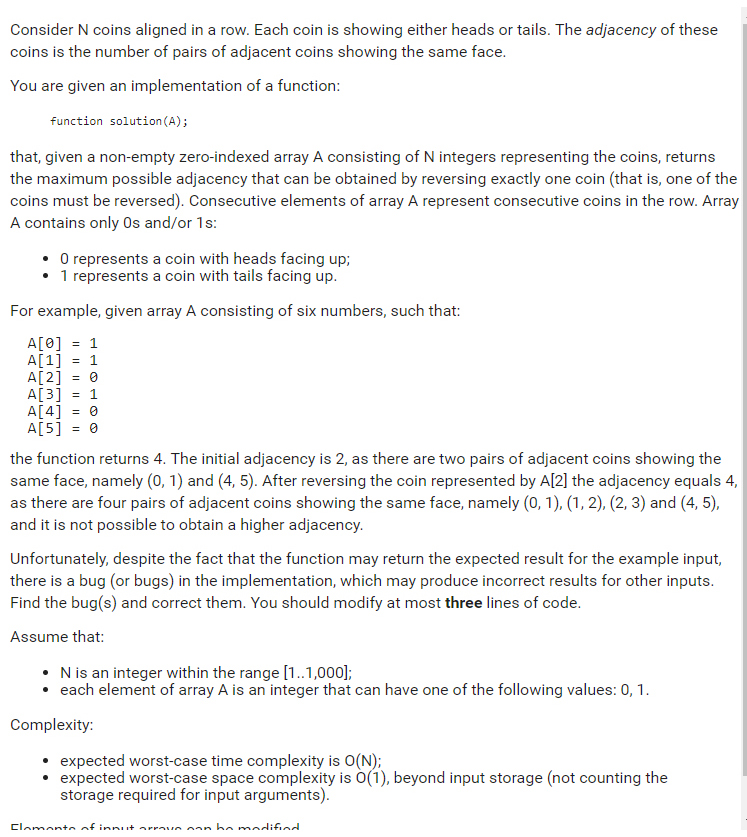 Consider N coins aligned in a row. Each coin is showing either heads or tails. The adjacency of these
coins is the number of pairs of adjacent coins showing the same face.
You are given an implementation of a function:
function solution(A);
that, given a non-empty zero-indexed array A consisting of N integers representing the coins, returns
the maximum possible adjacency that can be obtained by reversing exactly one coin (that is, one of the
coins must be reversed). Consecutive elements of array A represent consecutive coins in the row. Array
A contains only 0s and/or 1s:
• 0 represents a coin with heads facing up;
• 1 represents a coin with tails facing up.
For example, given array A consisting of six numbers, such that:
A[0] = 1
A[1] = 1
A[2] = 0
A[3] = 1
A[4] = 0
A[5] = 0
the function returns 4. The initial adjacency is 2, as there are two pairs of adjacent coins showing the
same face, namely (0, 1) and (4, 5). After reversing the coin represented by A[2] the adjacency equals 4,
as there are four pairs of adjacent coins showing the same face, namely (0, 1), (1, 2), (2, 3) and (4, 5),
and it is not possible to obtain a higher adjacency.
Unfortunately, despite the fact that the function may return the expected result for the example input,
there is a bug (or bugs) in the implementation, which may produce incorrect results for other inputs.
Find the bug(s) and correct them. You should modify at most three lines of code.
Assume that:
• N is an integer within the range [1..1,000];
• each element of array A is an integer that can have one of the following values: 0, 1.
Complexity:
• expected worst-case time complexity is O(N);
• expected worst-case space complexity is O(1), beyond input storage (not counting the
storage required for input arguments).
Elements of input arrays can be modified.